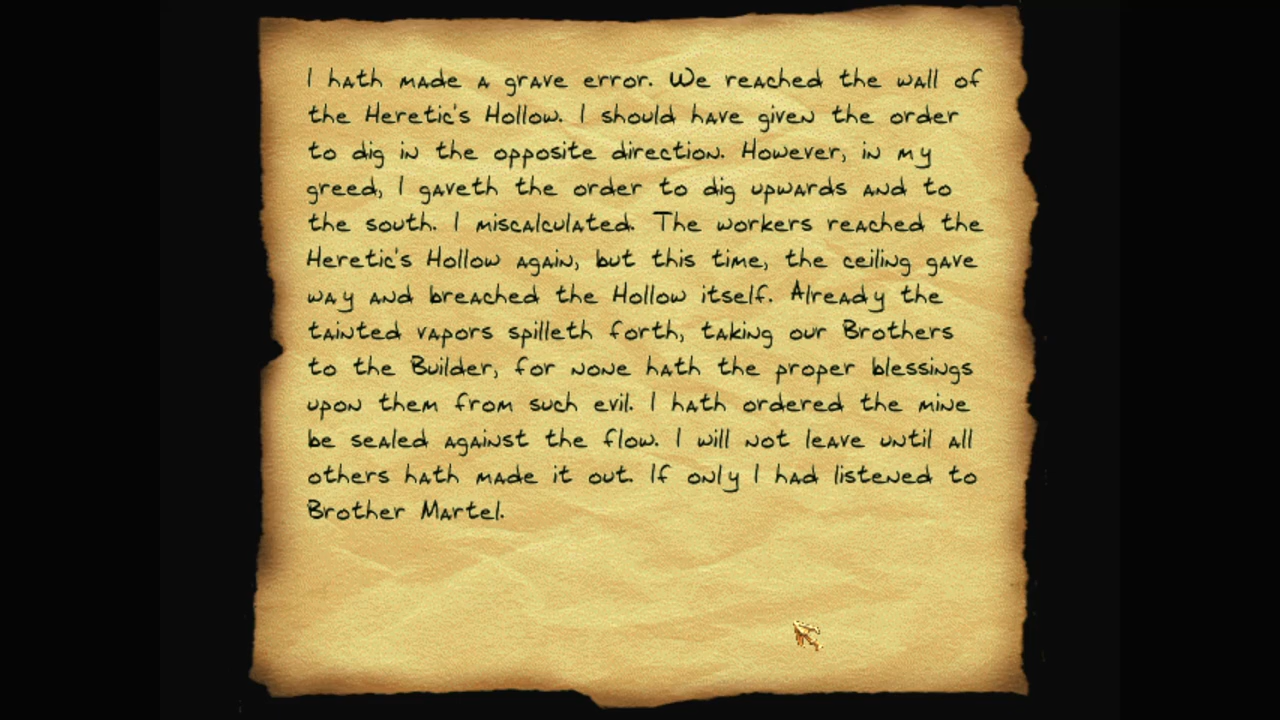 I hath made a grave error. We reached the wall of
the Heretic's Hollow. I should have given the order
to dig in the opposite direction. However, in my
greed, I gaveth the order to dig upwards and to
the south. I miscalculated. The workers reached the
Heretic's Hollow again, but this time, the ceiling gave
way and breached the Hollow itself. Already the
tainted vapors spilleth forth, taking our Brothers
to the Builder, for none hath the proper blessings
upon them from such evil. I hath ordered the mine
be sealed against the flow. I will not leave until all
others hath made it out. If only I had listened to
Brother Martel.